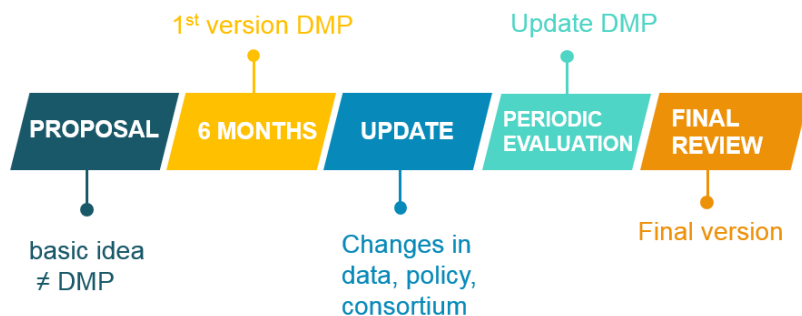 1st version DMP
Update DMP
PROPOSAL
6 MONTHS
UPDATE
PERIODIC
EVALUATION
FINAL
REVIEW
basic idea
≠ DMP
Changes in
data, policy,
consortium
Final version